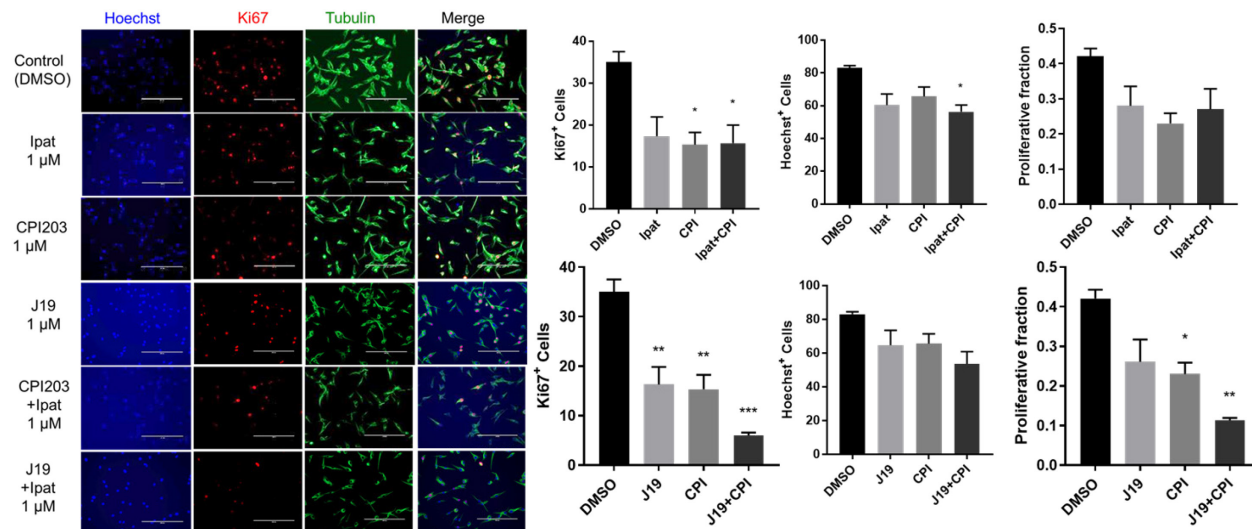 Hoechst Ki67 Tubulin Merge
Control
(DMSO)
Ipat
1 µM
CPI203
1 µM
J19
1 µM
CPI203
+Ipat
1 µM
J19
+Ipat
1 µM
Ki67+ Cells
40
30
20
10
0
*
*
DMSO
Ipat
CPI
Ipat+CPI
Hoechst+ Cells
100
80
60
40
20
0
*
DMSO
Ipat
CPI
Ipat+CPI
Proliferative fraction
0.5
0.4
0.3
0.2
0.1
0.0
DMSO
Ipat
CPI
Ipat+CPI
Ki67+ Cells
40
30
20
10
0
**
**
***
DMSO
J19
CPI
J19+CPI
Hoechst+ Cells
100
80
60
40
20
0
DMSO
J19
CPI
J19+CPI
Proliferative fraction
0.5
0.4
0.3
0.2
0.1
0.0
*
**
DMSO
J19
CPI
J19+CPI